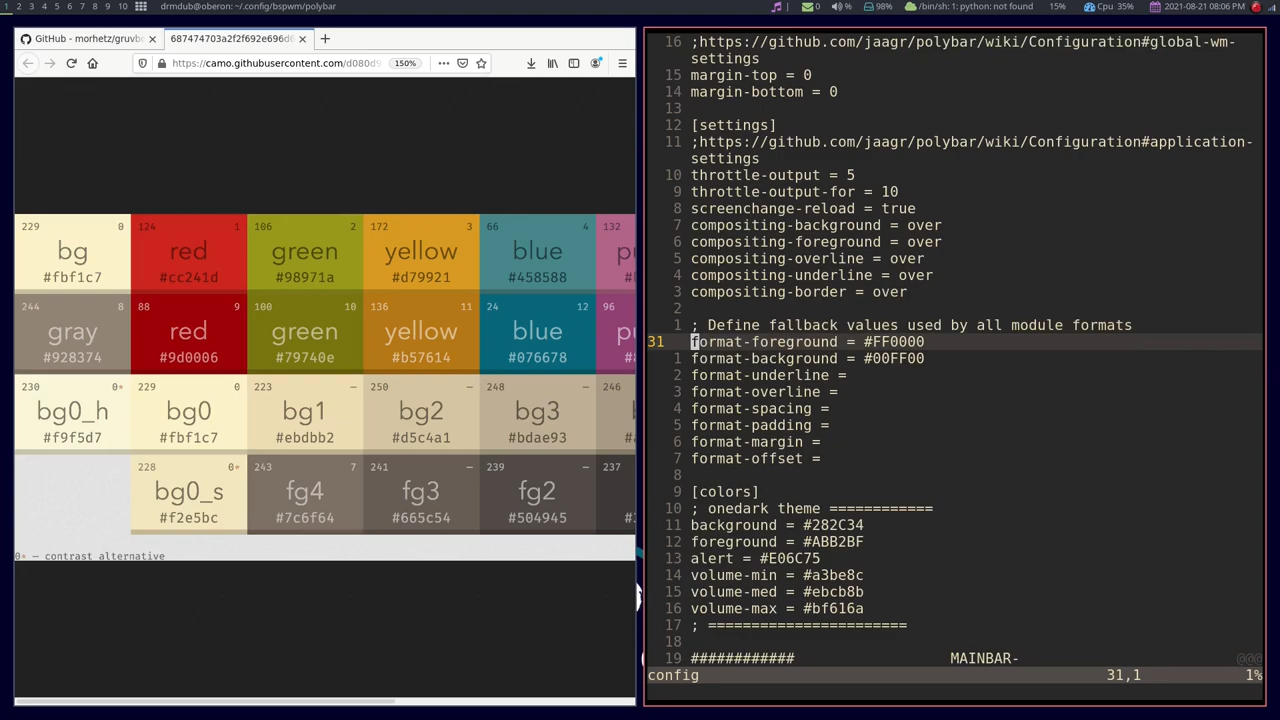 1 2 3 4 5 6 7 8 9 10 drmdub@oberon: ~/.config/bspwm/polybar | 0 % 98% /bin/sh: 1: python: not found 15% Cpu 35% 2021-08-21 08:06 PM
GitHub - morhetz/gruvb 687474703a2f2f692e696d6
https://camo.githubusercontent.com/d080d9 150%
229 0 124 1 106 2 172 3 66 4 132
bg red green yellow blue pu
#fbf1c7 #cc241d #98971a #d79921 #458588
244 8 88 9 100 10 136 11 24 12 96
gray red green yellow blue pu
#928374 #9d0006 #79740e #b57614 #076678
230 0* 229 0 223 – 250 – 248 – 246
bg0_h bg0 bg1 bg2 bg3
#f9f5d7 #fbf1c7 #ebdbb2 #d5c4a1 #bdae93
228 0* 243 7 241 – 239 – 237
bg0_s fg4 fg3 fg2
#f2e5bc #7c6f64 #665c54 #504945
0* – contrast alternative
16 ;https://github.com/jaagr/polybar/wiki/Configuration#global-wm-
settings
15 margin-top = 0
14 margin-bottom = 0
13
12 [settings]
11 ;https://github.com/jaagr/polybar/wiki/Configuration#application-
settings
10 throttle-output = 5
9 throttle-output-for = 10
8 screenchange-reload = true
7 compositing-background = over
6 compositing-foreground = over
5 compositing-overline = over
4 compositing-underline = over
3 compositing-border = over
2
1 ; Define fallback values used by all module formats
31 format-foreground = #FF0000
1 format-background = #00FF00
2 format-underline =
3 format-overline =
4 format-spacing =
5 format-padding =
6 format-margin =
7 format-offset =
8
9 [colors]
10 ; onedark theme ============
11 background = #282C34
12 foreground = #ABB2BF
13 alert = #E06C75
14 volume-min = #a3be8c
15 volume-med = #ebcb8b
16 volume-max = #bf616a
17 ; =======================
18
19 ############ MAINBAR- @@@
config 31,1 1%